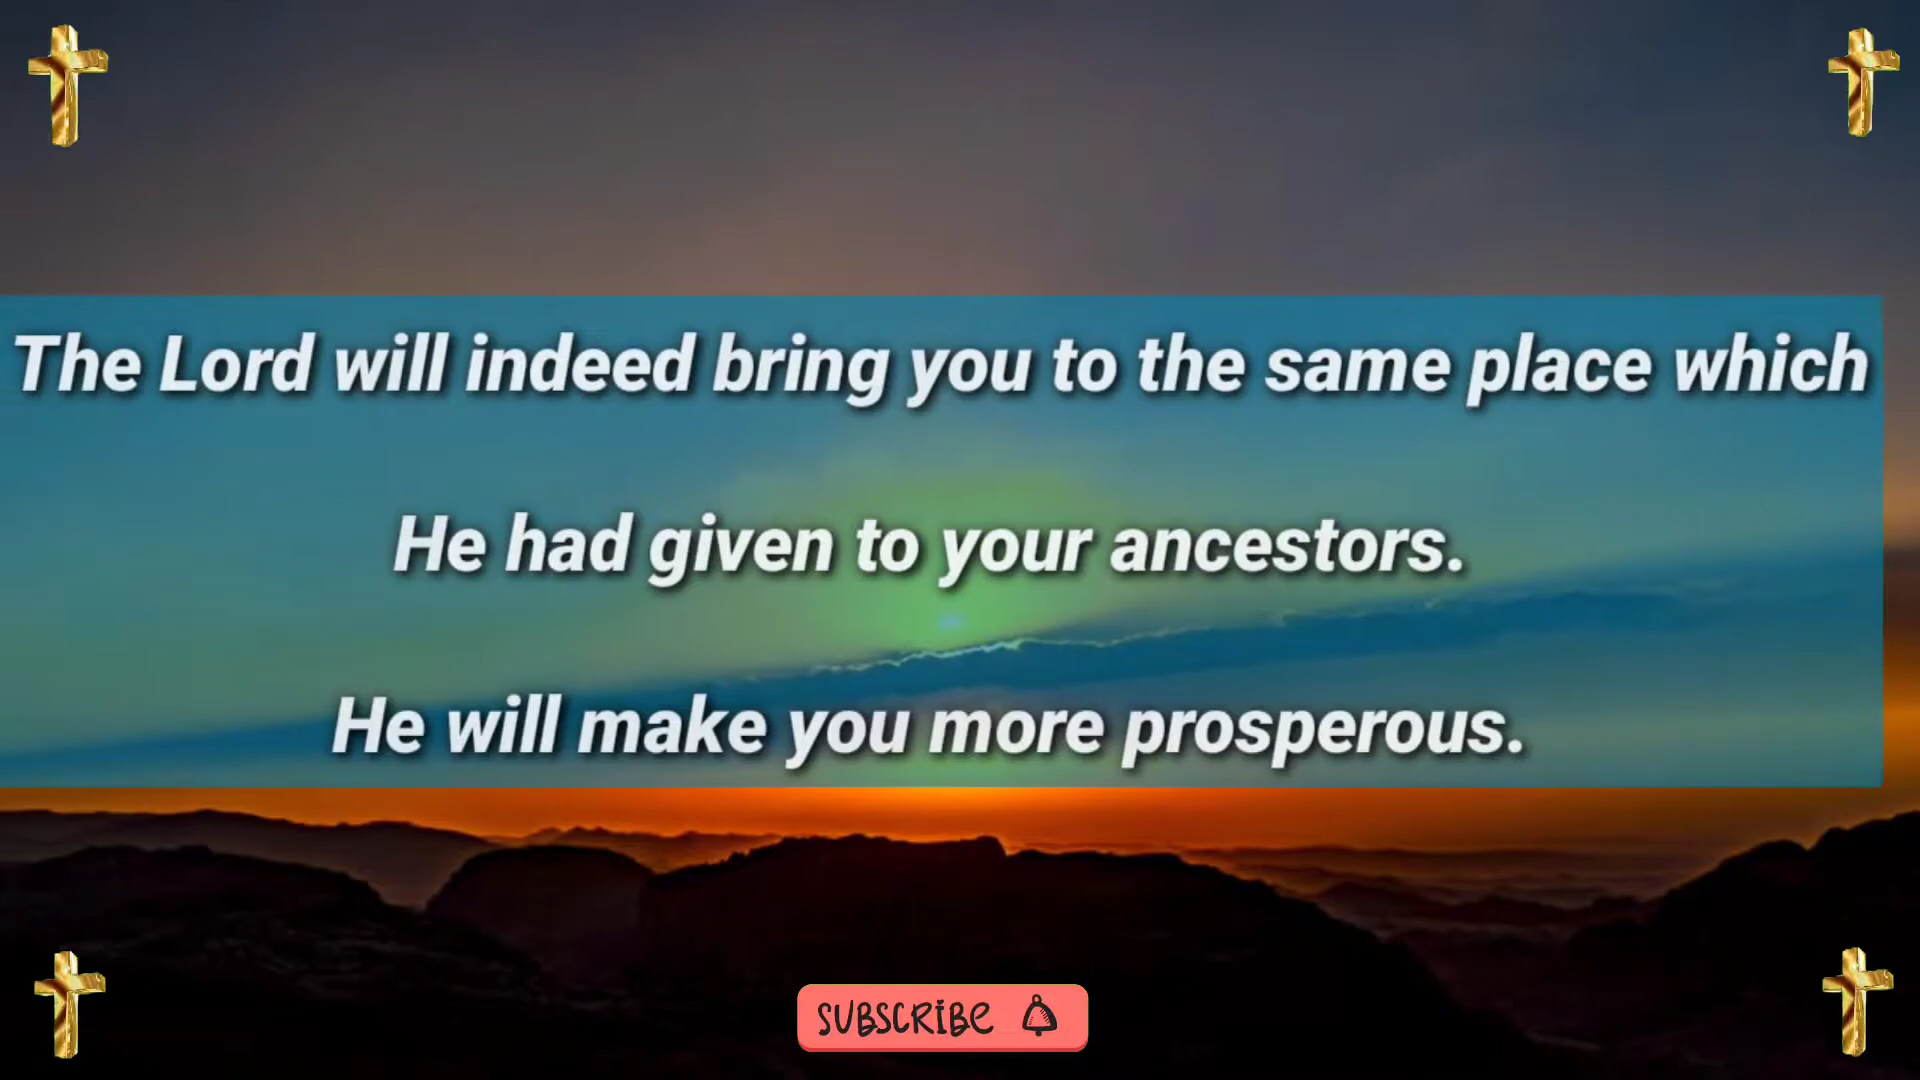 The Lord will indeed bring you to the same place which
He had given to your ancestors.
He will make you more prosperous.
SUBSCRIBE